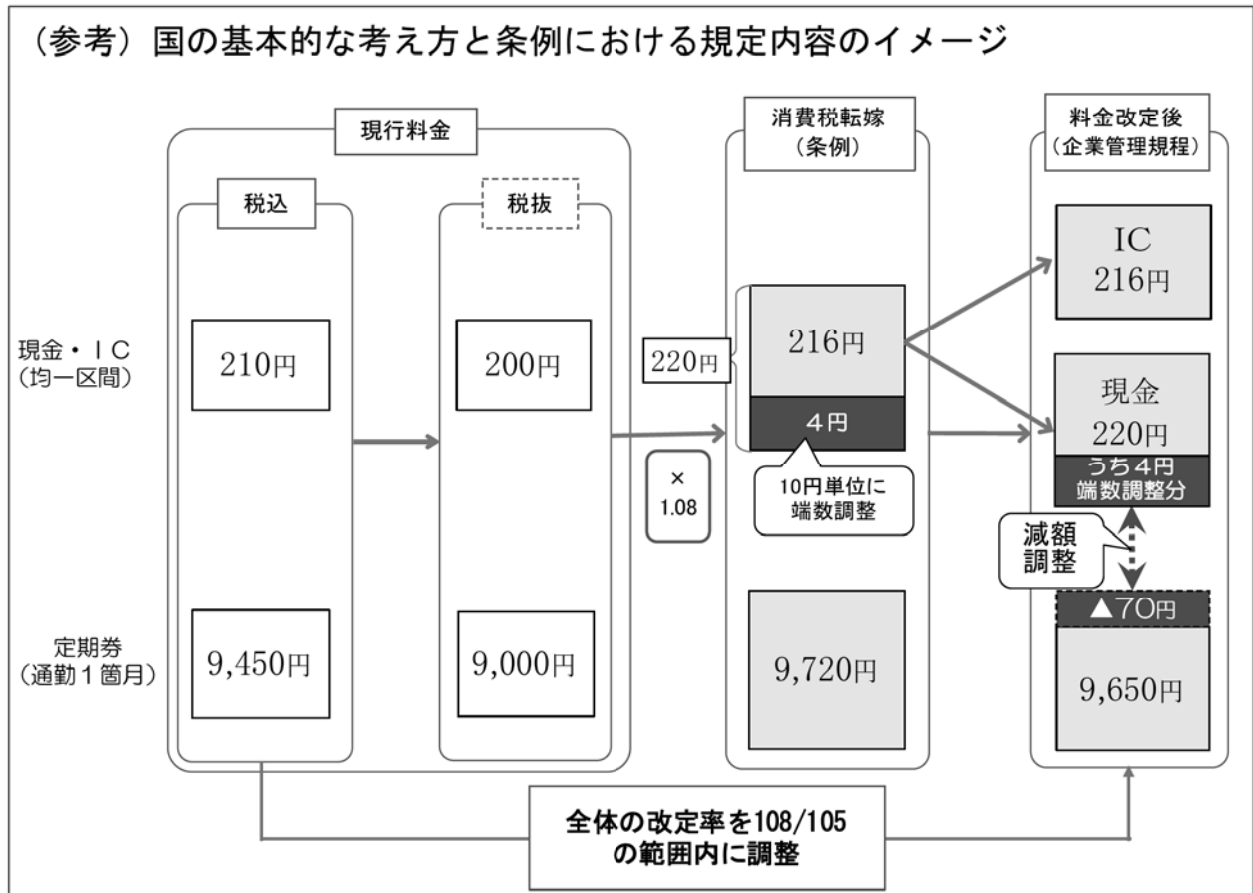 (参考)国の基本的な考え方と条例における規定内容のイメージ
現行料金
消費税転嫁
(条例)
料金改定後
(企業管理規程)
税込
税抜
現金・IC
(均一区間)
210円
200円
220円
216円
4円
10円単位に
端数調整
×
1.08
IC
216円
現金
220円
うち4円
端数調整分
減額
調整
定期券
(通勤1箇月)
9,450円
9,000円
9,720円
▲70円
9,650円
全体の改定率を108/105
の範囲内に調整